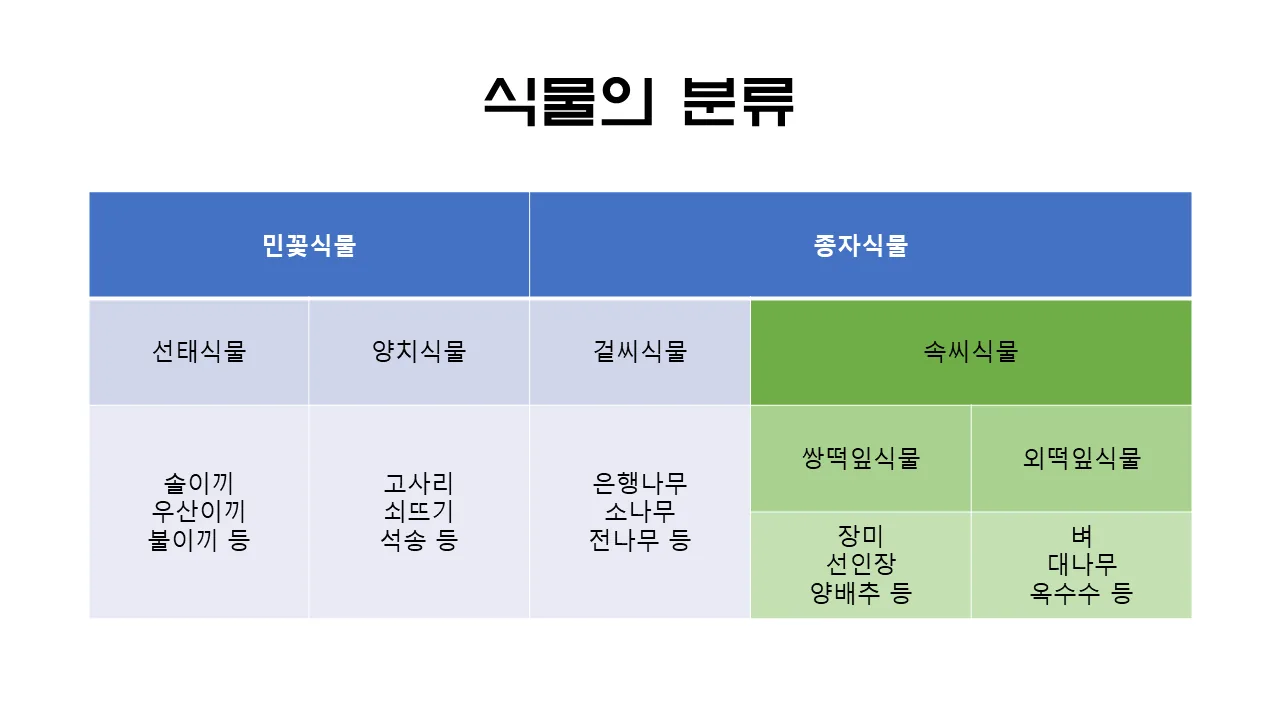 식물의 분류
민꽃식물
종자식물
선태식물
양치식물
겉씨식물
속씨식물
솔이끼
우산이끼
불이끼 등
고사리
쇠뜨기
석송 등
은행나무
소나무
전나무 등
쌍떡잎식물
외떡잎식물
장미
선인장
양배추 등
벼
대나무
옥수수 등